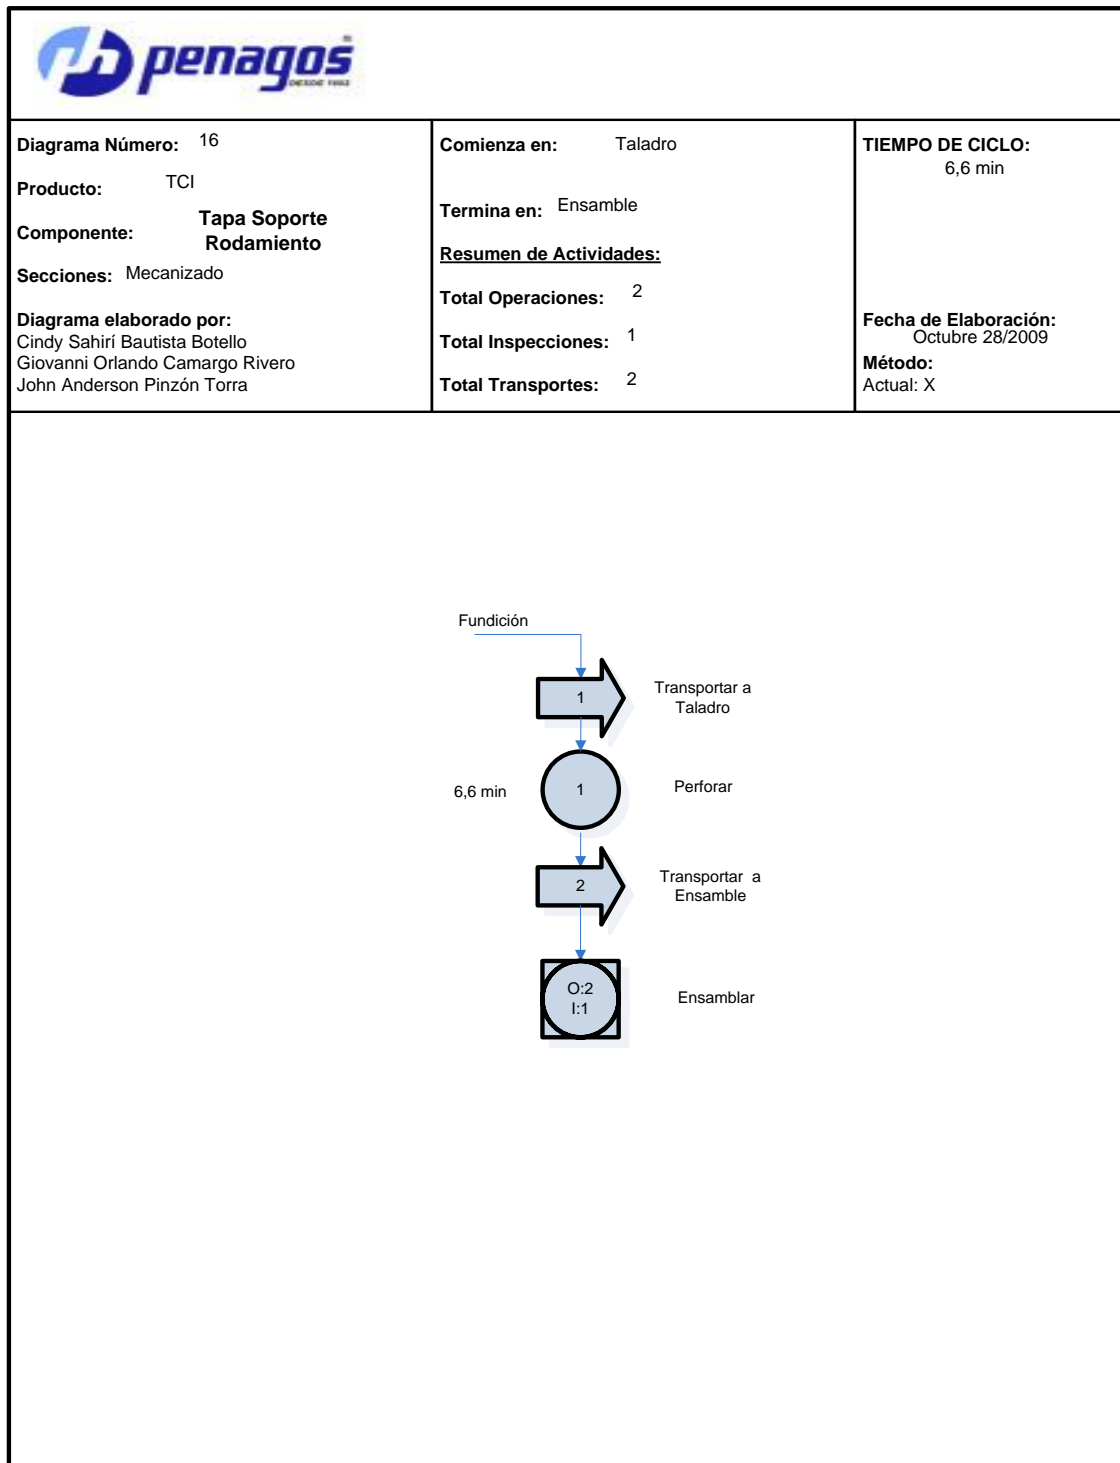 penagos
DESDE 1892
Diagrama Número: 16
Producto: TCI
Componente: Tapa Soporte
Rodamiento
Secciones: Mecanizado
Diagrama elaborado por:
Cindy Sahirí Bautista Botello
Giovanni Orlando Camargo Rivero
John Anderson Pinzón Torra
Comienza en: Taladro
Termina en: Ensamble
Resumen de Actividades:
Total Operaciones: 2
Total Inspecciones: 1
Total Transportes: 2
TIEMPO DE CICLO:
6,6 min
Fecha de Elaboración:
Octubre 28/2009
Método:
Actual: X
Fundición
1
Transportar a
Taladro
6,6 min
1
Perforar
2
Transportar a
Ensamble
O:2
I:1
Ensamblar